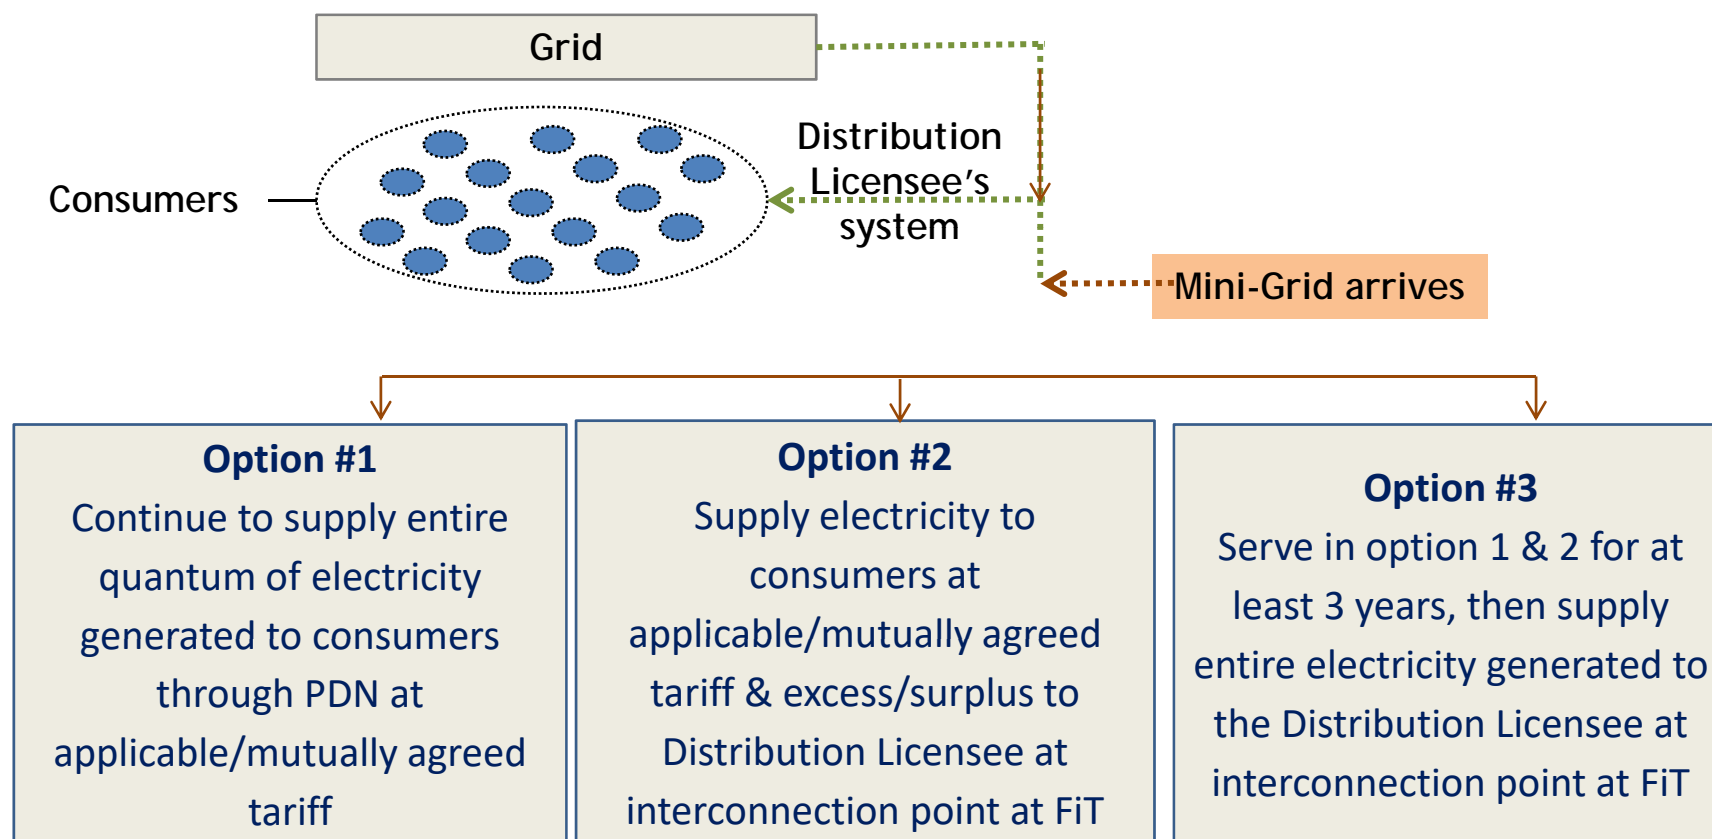 Grid
Distribution
Licensee’s
system
Consumers
Mini-Grid arrives
Option #1
Continue to supply entire
quantum of electricity
generated to consumers
through PDN at
applicable/mutually agreed
tariff
Option #2
Supply electricity to
consumers at
applicable/mutually agreed
tariff & excess/surplus to
Distribution Licensee at
interconnection point at FiT
Option #3
Serve in option 1 & 2 for at
least 3 years, then supply
entire electricity generated to
the Distribution Licensee at
interconnection point at FiT